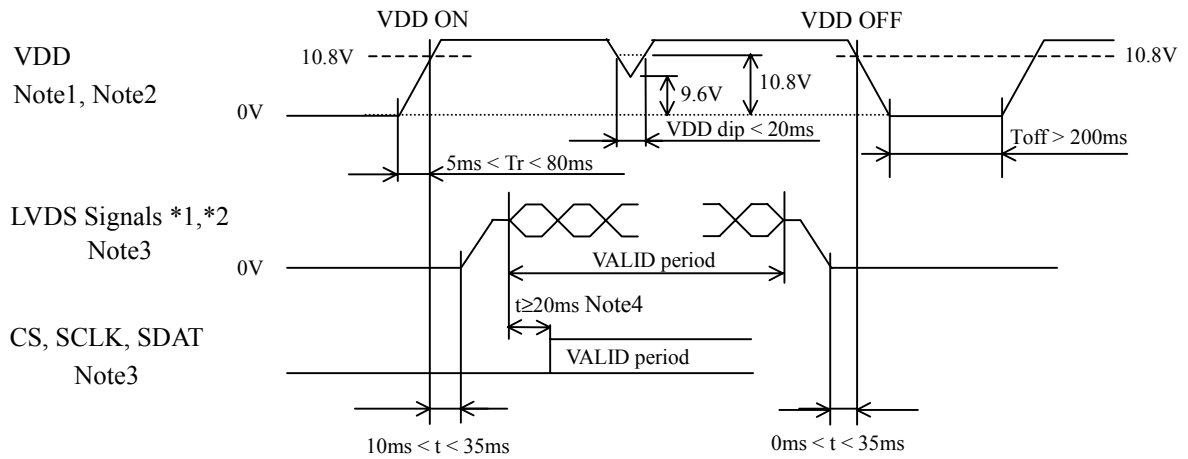 VDD ON
VDD OFF
VDD
Note1, Note2
10.8V
10.8V
10.8V
9.6V
0V
VDD dip < 20ms
Toff > 200ms
5ms < Tr < 80ms
LVDS Signals *1,*2
Note3
0V
VALID period
t≥20ms Note4
CS, SCLK, SDAT
Note3
VALID period
10ms < t < 35ms
0ms < t < 35ms